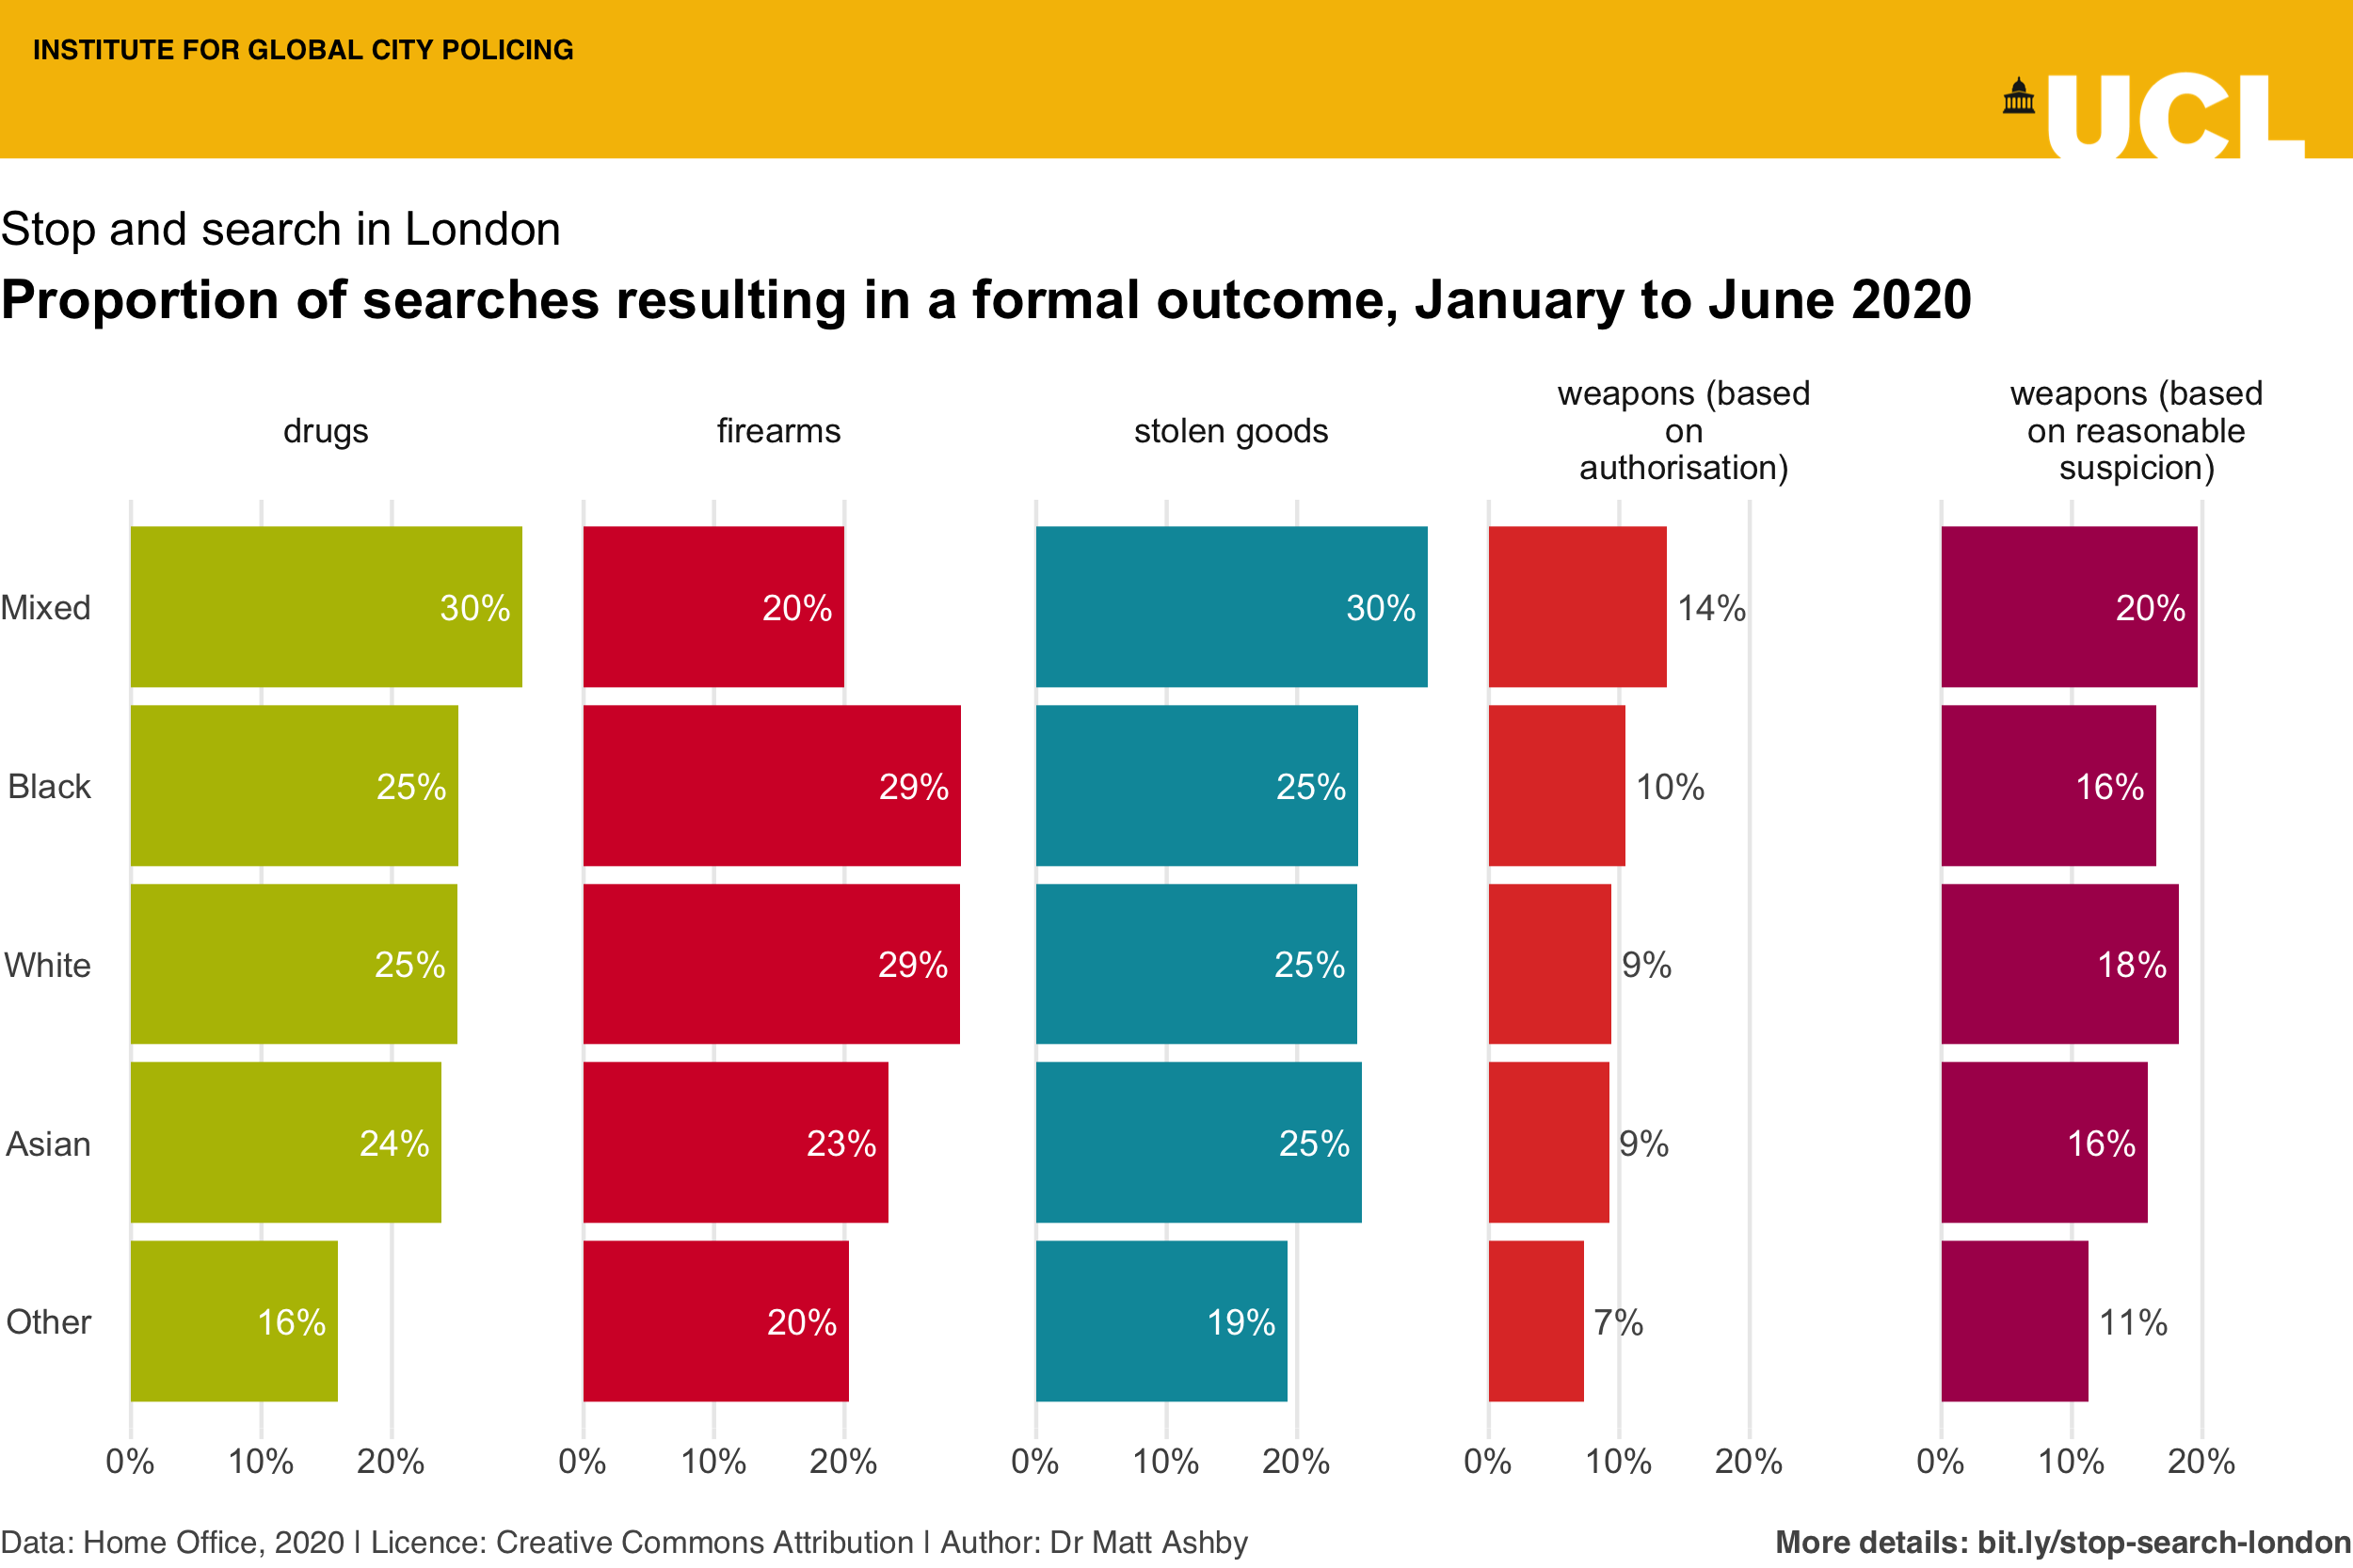 INSTITUTE FOR GLOBAL CITY POLICING
UCL
Stop and search in London
Proportion of searches resulting in a formal outcome, January to June 2020
drugs
firearms
stolen goods
weapons (based
on
authorisation)
weapons (based
on reasonable
suspicion)
Mixed 30% 20% 30% 14% 20%
Black 25% 29% 25% 10% 16%
White 25% 29% 25% 9% 18%
Asian 24% 23% 25% 9% 16%
Other 16% 20% 19% 7% 11%
0% 10% 20% 0% 10% 20% 0% 10% 20% 0% 10% 20% 0% 10% 20%
Data: Home Office, 2020 | Licence: Creative Commons Attribution | Author: Dr Matt Ashby
More details: bit.ly/stop-search-london